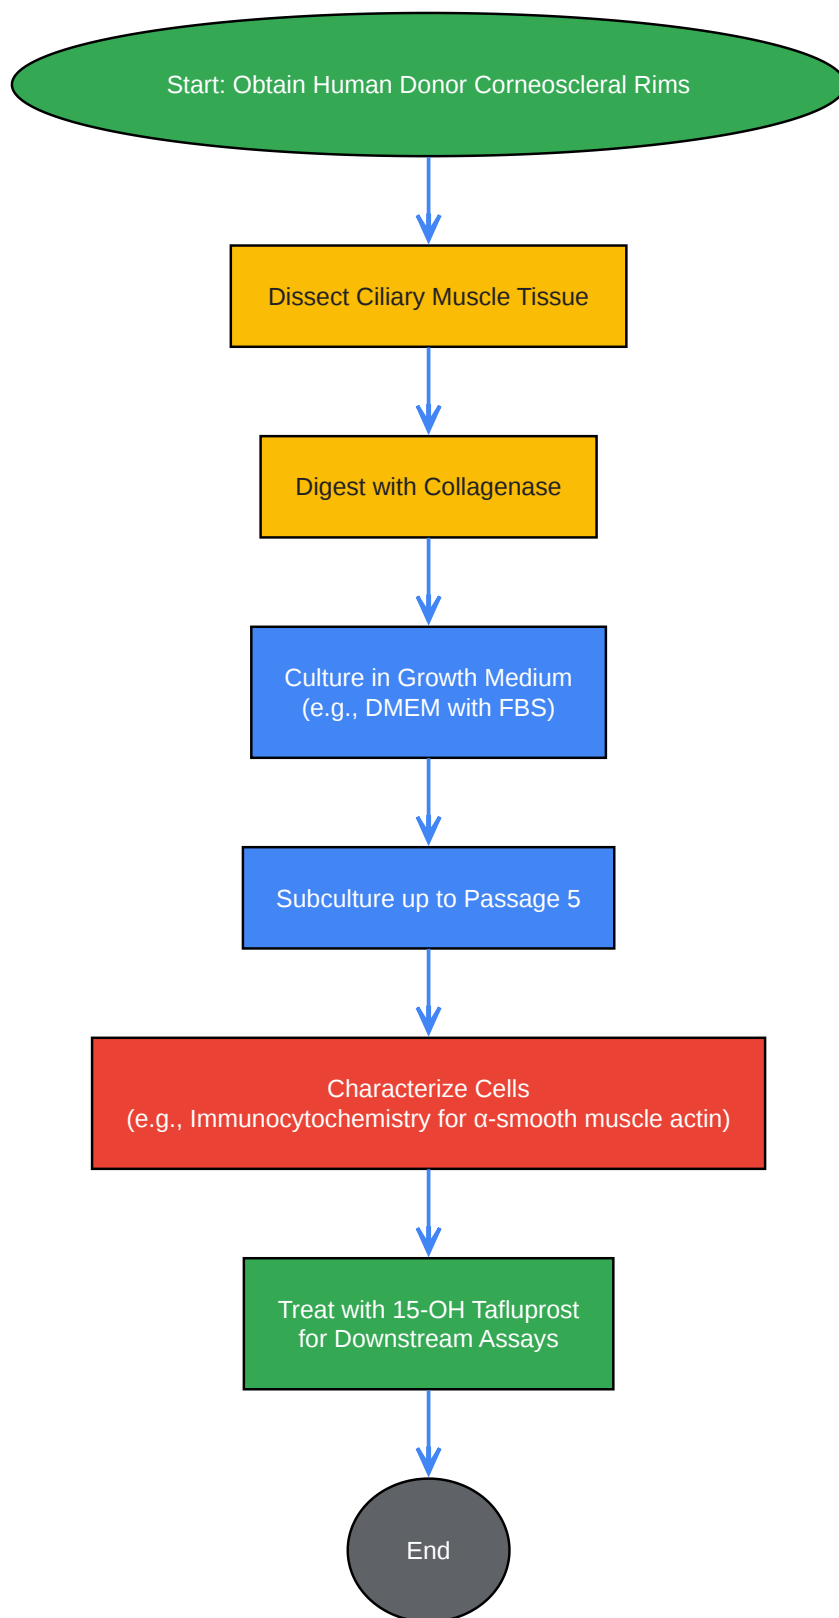 Start: Obtain Human Donor Corneoscleral Rims
Dissect Ciliary Muscle Tissue
Digest with Collagenase
Culture in Growth Medium
(e.g., DMEM with FBS)
Subculture up to Passage 5
Characterize Cells
(e.g., Immunocytochemistry for α-smooth muscle actin)
Treat with 15-OH Tafluprost
for Downstream Assays
End